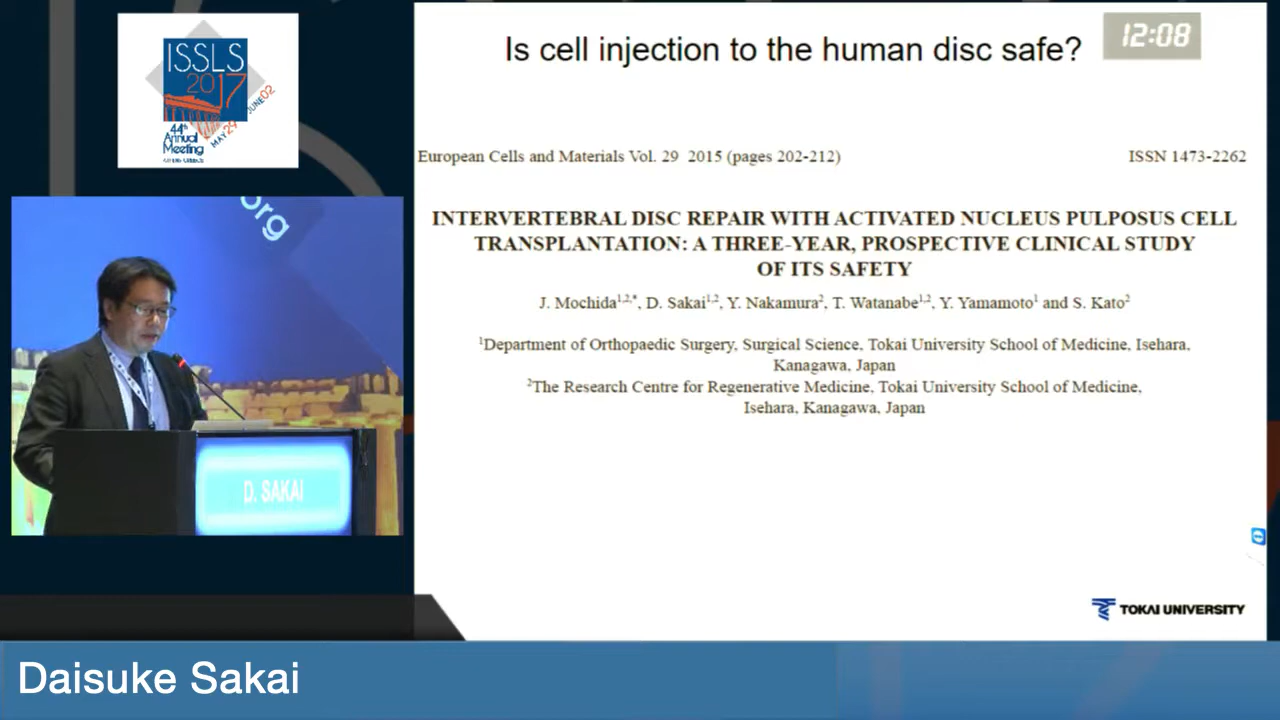 ISSLS
2017
44th
Annual
Meeting
MAY 29 - JUNE 02
org
D. SAKAI
Is cell injection to the human disc safe?
12:08
European Cells and Materials Vol. 29 2015 (pages 202-212)
ISSN 1473-2262
INTERVERTEBRAL DISC REPAIR WITH ACTIVATED NUCLEUS PULPOSUS CELL
TRANSPLANTATION: A THREE-YEAR, PROSPECTIVE CLINICAL STUDY
OF ITS SAFETY
J. Mochida1,2,*, D. Sakai1,2, Y. Nakamura2, T. Watanabe1,2, Y. Yamamoto1 and S. Kato2
1Department of Orthopaedic Surgery, Surgical Science, Tokai University School of Medicine, Isehara,
Kanagawa, Japan
2The Research Centre for Regenerative Medicine, Tokai University School of Medicine,
Isehara, Kanagawa, Japan
TOKAI UNIVERSITY
Daisuke Sakai